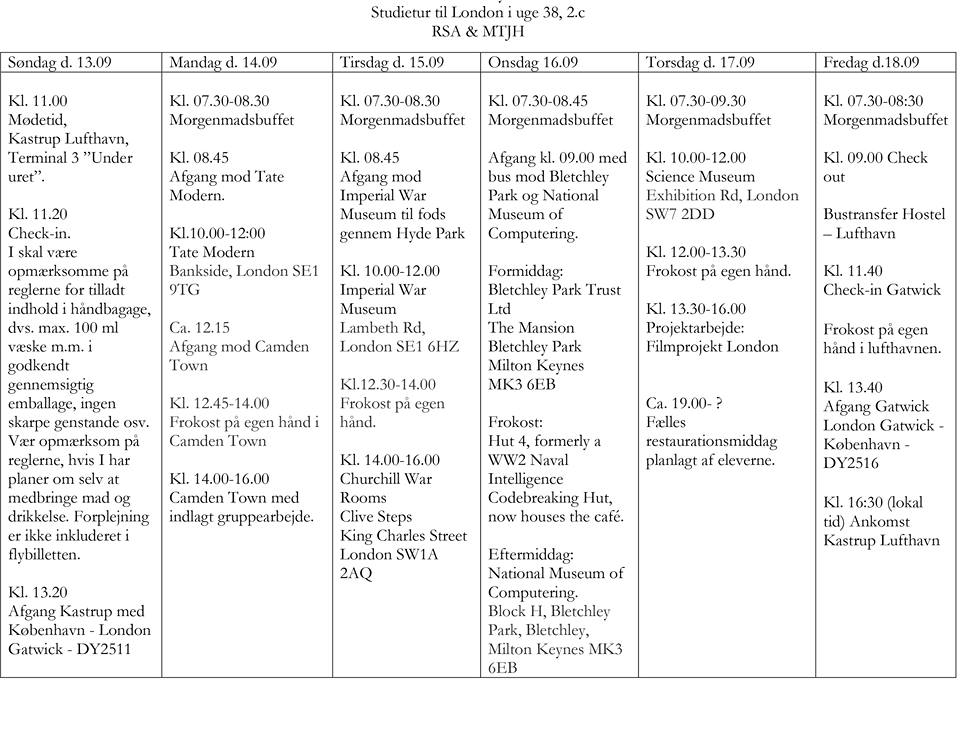 Studietur til London i uge 38, 2.c
RSA & MTJH
Søndag d. 13.09
Kl. 11.00
Mødetid,
Kastrup Lufthavn,
Terminal 3 ”Under
uret”.
Kl. 11.20
Check-in.
I skal være
opmærksomme på
reglerne for tilladt
indhold i håndbagage,
dvs. max. 100 ml
væske m.m. i
godkendt
gennemsigtig
emballage, ingen
skarpe genstande osv.
Vær opmærksom på
reglerne, hvis I har
planer om selv at
medbringe mad og
drikkelse. Forplejning
er ikke inkluderet i
flybilletten.
Kl. 13.20
Afgang Kastrup med
København - London
Gatwick - DY2511
Mandag d. 14.09
Kl. 07.30-08.30
Morgenmadsbuffet
Kl. 08.45
Afgang mod Tate
Modern.
Kl.10.00-12:00
Tate Modern
Bankside, London SE1
9TG
Ca. 12.15
Afgang mod Camden
Town
Kl. 12.45-14.00
Frokost på egen hånd i
Camden Town
Kl. 14.00-16.00
Camden Town med
indlagt gruppearbejde.
Tirsdag d. 15.09
Kl. 07.30-08.30
Morgenmadsbuffet
Kl. 08.45
Afgang mod
Imperial War
Museum til fods
gennem Hyde Park
Kl. 10.00-12.00
Imperial War
Museum
Lambeth Rd,
London SE1 6HZ
Kl.12.30-14.00
Frokost på egen
hånd.
Kl. 14.00-16.00
Churchill War
Rooms
Clive Steps
King Charles Street
London SW1A
2AQ
Onsdag 16.09
Kl. 07.30-08.45
Morgenmadsbuffet
Afgang kl. 09.00 med
bus mod Bletchley
Park og National
Museum of
Computering.
Formiddag:
Bletchley Park Trust
Ltd
The Mansion
Bletchley Park
Milton Keynes
MK3 6EB
Frokost:
Hut 4, formerly a
WW2 Naval
Intelligence
Codebreaking Hut,
now houses the café.
Eftermiddag:
National Museum of
Computering.
Block H, Bletchley
Park, Bletchley,
Milton Keynes MK3
6EB
Torsdag d. 17.09
Kl. 07.30-09.30
Morgenmadsbuffet
Kl. 10.00-12.00
Science Museum
Exhibition Rd, London
SW7 2DD
Kl. 12.00-13.30
Frokost på egen hånd.
Kl. 13.30-16.00
Projektarbejde:
Filmprojekt London
Ca. 19.00- ?
Fælles
restaurationsmiddag
planlagt af eleverne.
Fredag d.18.09
Kl. 07.30-08:30
Morgenmadsbuffet
Kl. 09.00 Check
out
Bustransfer Hostel
– Lufthavn
Kl. 11.40
Check-in Gatwick
Frokost på egen
hånd i lufthavnen.
Kl. 13.40
Afgang Gatwick
London Gatwick -
København -
DY2516
Kl. 16:30 (lokal
tid) Ankomst
Kastrup Lufthavn